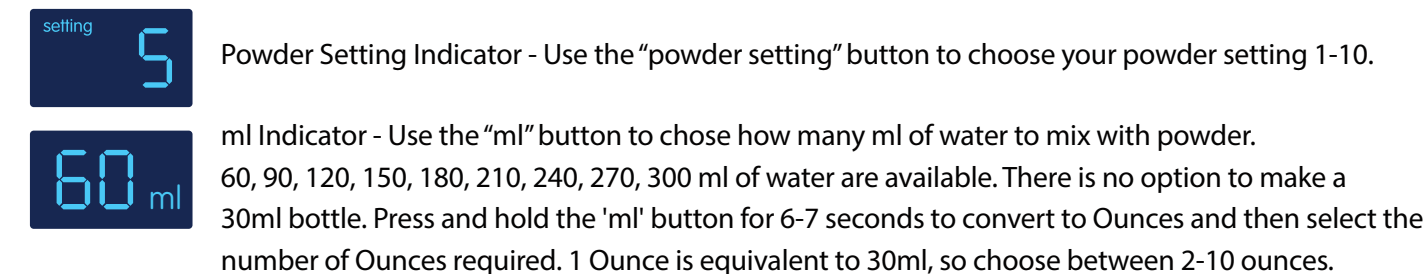 setting
5
Powder Setting Indicator - Use the “powder setting” button to choose your powder setting 1-10.
60 ml
ml Indicator - Use the “ml” button to chose how many ml of water to mix with powder.
60, 90, 120, 150, 180, 210, 240, 270, 300 ml of water are available. There is no option to make a
30ml bottle. Press and hold the 'ml' button for 6-7 seconds to convert to Ounces and then select the
number of Ounces required. 1 Ounce is equivalent to 30ml, so choose between 2-10 ounces.